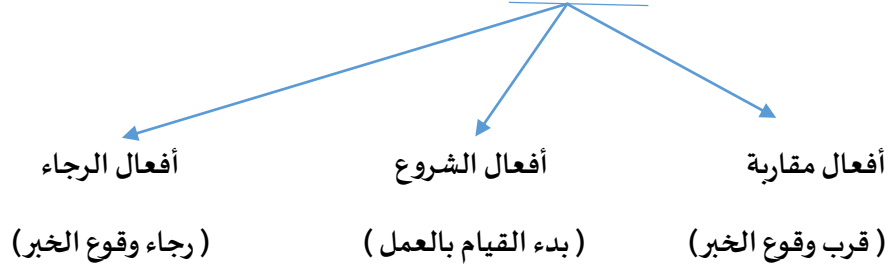 أفعال مقاربة أفعال الشروع أفعال الرجاء
( قرب وقوع الخبر) ( بدء القيام بالعمل ) ( رجاء وقوع الخبر)